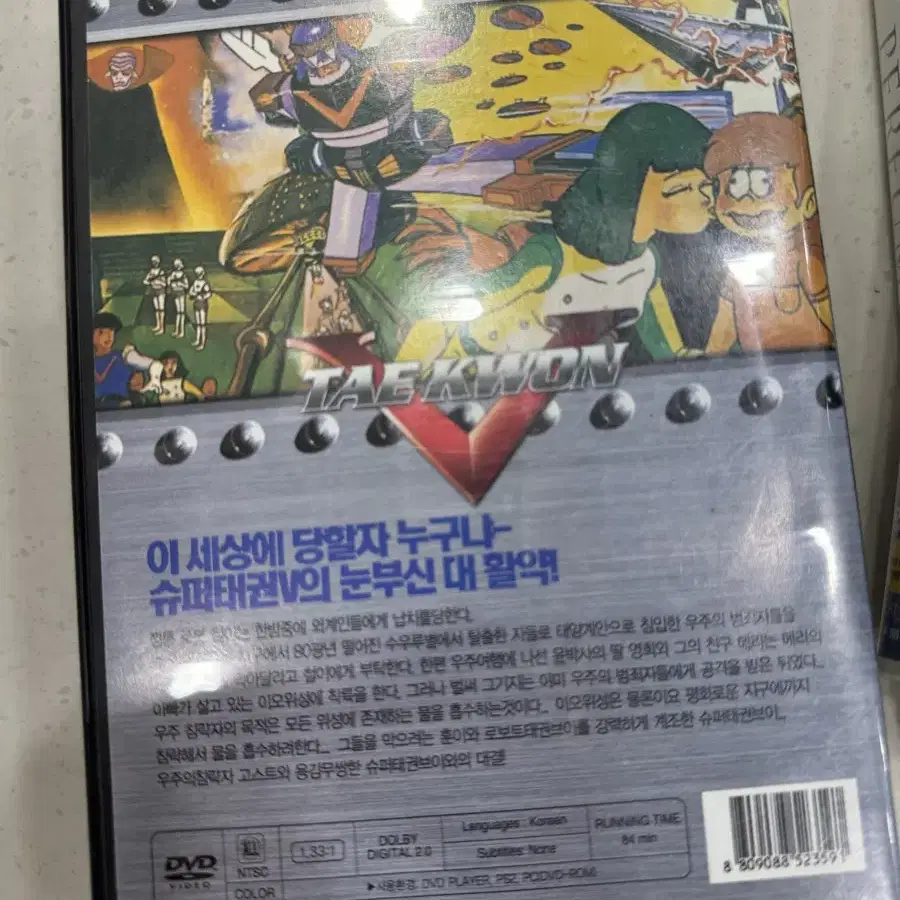 TAE KWON
V
이 세상에 당할자 누구냐-
슈퍼태권V의 눈부신 대 활약!
한밤중에 외계인들에게 납치를당한다.
80광년 떨어진 수우루별에서 탈출한 자들로 태양계안으로 침입한 우주의 범죄자들을
철이에게 부탁한다. 한편 우주여행에 나선 윤박사의 딸 영희와 그의 친구 메리는 메리의
아빠가 살고 있는 이오위성에 착륙을 한다. 그러나 벌써 그기지는 이미 우주의 범죄자들에게 공격을 받은 뒤였다...
우주 침략자의 목적은 모든 위성에 존재하는 물을 흡수하는것이다... 이오위성은 물론이요 평화로운 지구에까지
침략해서 물을 흡수하려한다... 그들을 막으려는 훈이와 로보트태권브이를 강력하게 개조한 슈퍼태권브이...
우주의침략자 고스트와 용감무쌍한 슈퍼태권브이와의 대결!
DVD
VIDEO
NTSC
COLOR
1.33:1
DOLBY
DIGITAL 2.0
Languages : Korean
Subtitles: None
RUNNING TIME
84 min
▶사용환경: DVD PLAYER, PS2, PC(DVD-ROM)
8 809088 523591